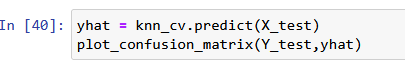 In [40]: yhat = knn_cv.predict(X_test)
plot_confusion_matrix(Y_test,yhat)